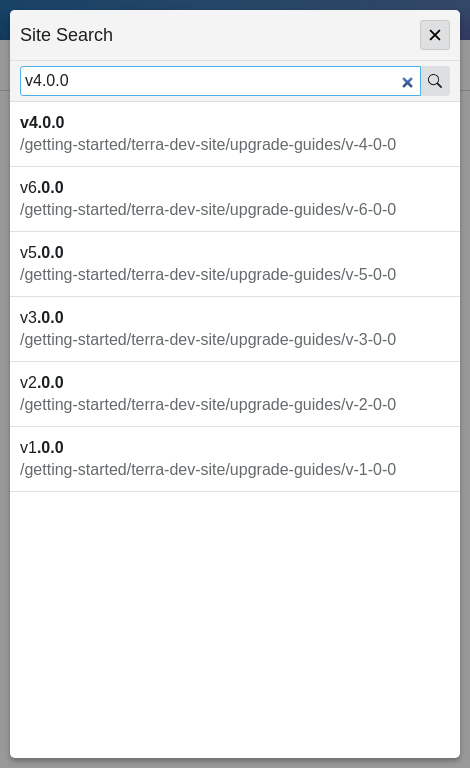 Site Search
v4.0.0
v4.0.0
/getting-started/terra-dev-site/upgrade-guides/v-4-0-0
v6.0.0
/getting-started/terra-dev-site/upgrade-guides/v-6-0-0
v5.0.0
/getting-started/terra-dev-site/upgrade-guides/v-5-0-0
v3.0.0
/getting-started/terra-dev-site/upgrade-guides/v-3-0-0
v2.0.0
/getting-started/terra-dev-site/upgrade-guides/v-2-0-0
v1.0.0
/getting-started/terra-dev-site/upgrade-guides/v-1-0-0